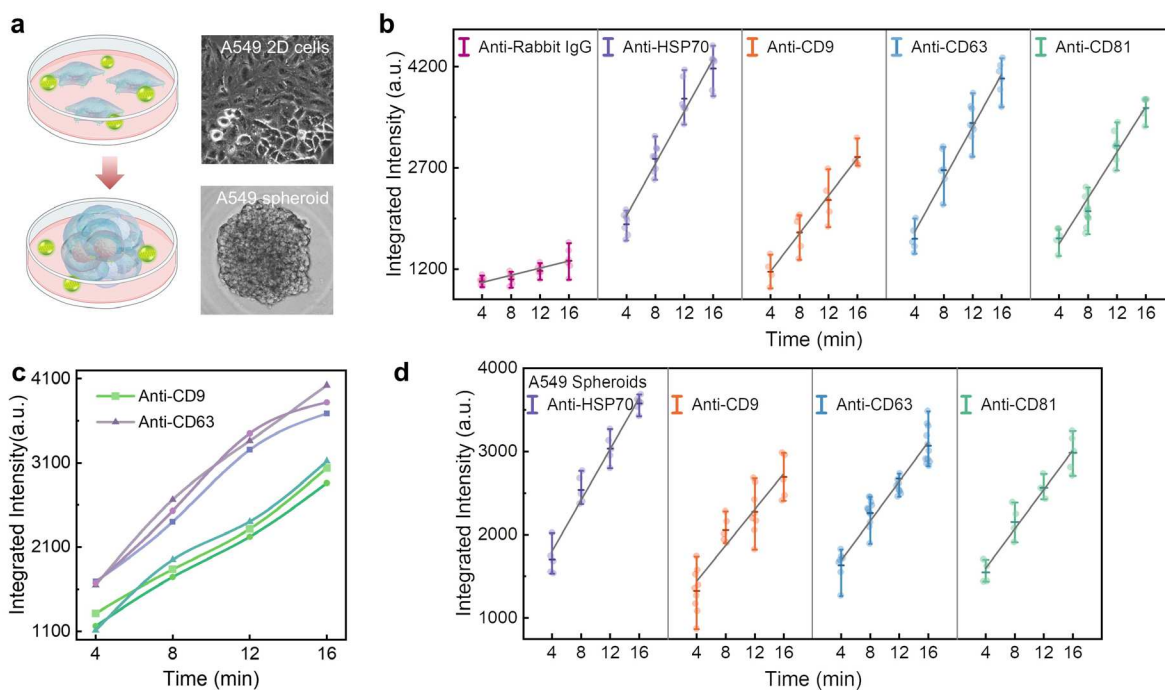 a
A549 2D cells
A549 spheroid
b
Integrated Intensity (a.u.)
4200
2700
1200
Anti-Rabbit IgG
Anti-HSP70
Anti-CD9
Anti-CD63
Anti-CD81
4 8 12 16 4 8 12 16 4 8 12 16 4 8 12 16 4 8 12 16
Time (min)
c
Integrated Intensity(a.u.)
4100
3100
2100
1100
Anti-CD9
Anti-CD63
4 8 12 16
Time (min)
d
Integrated Intensity (a.u.)
4000
3000
2000
1000
A549 Spheroids
Anti-HSP70
Anti-CD9
Anti-CD63
Anti-CD81
4 8 12 16 4 8 12 16 4 8 12 16 4 8 12 16
Time (min)